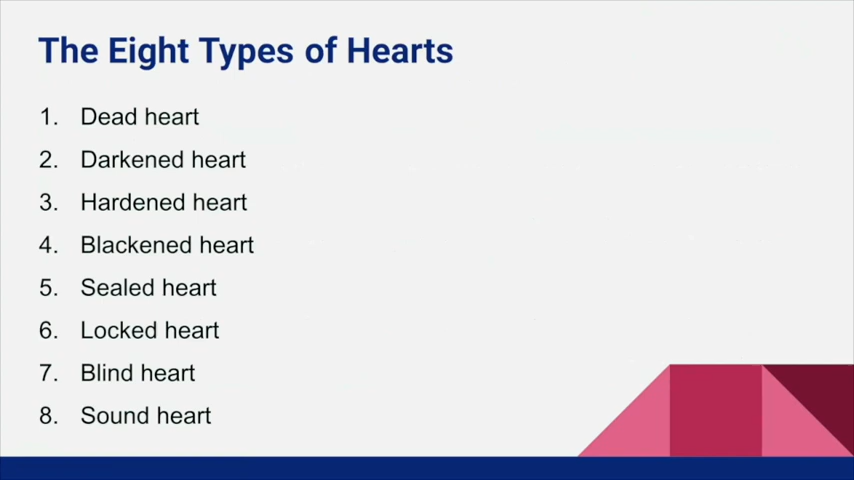 The Eight Types of Hearts
1. Dead heart
2. Darkened heart
3. Hardened heart
4. Blackened heart
5. Sealed heart
6. Locked heart
7. Blind heart
8. Sound heart